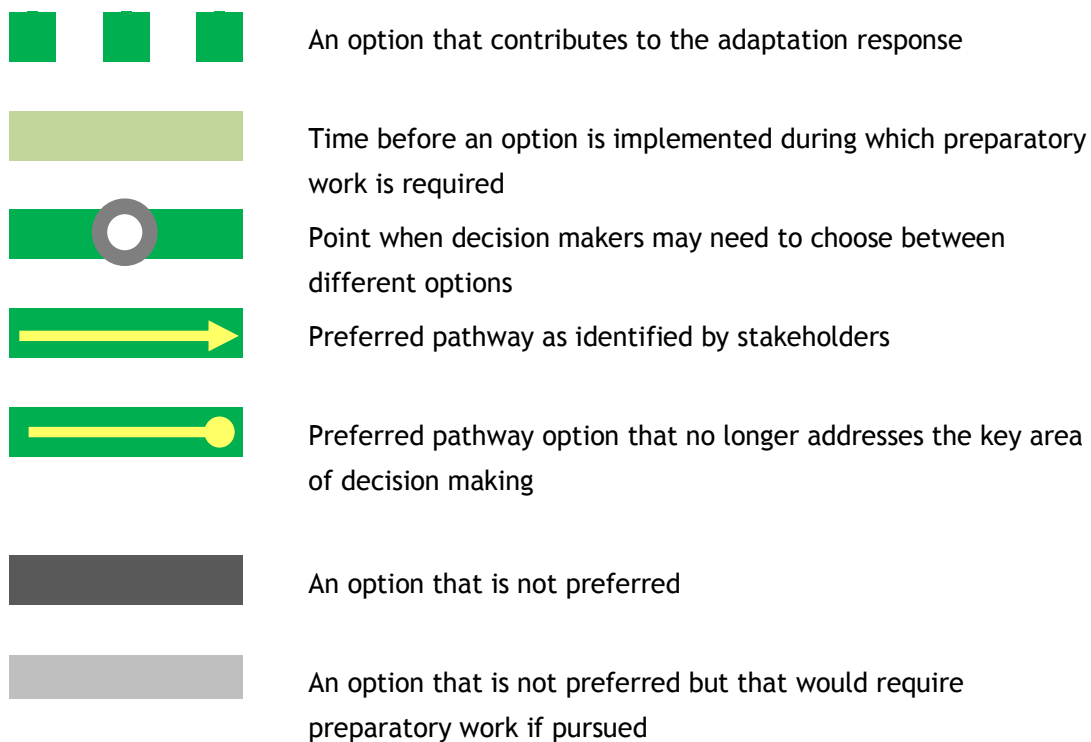 An option that contributes to the adaptation response
Time before an option is implemented during which preparatory
work is required
Point when decision makers may need to choose between
different options
Preferred pathway as identified by stakeholders
Preferred pathway option that no longer addresses the key area
of decision making
An option that is not preferred
An option that is not preferred but that would require
preparatory work if pursued